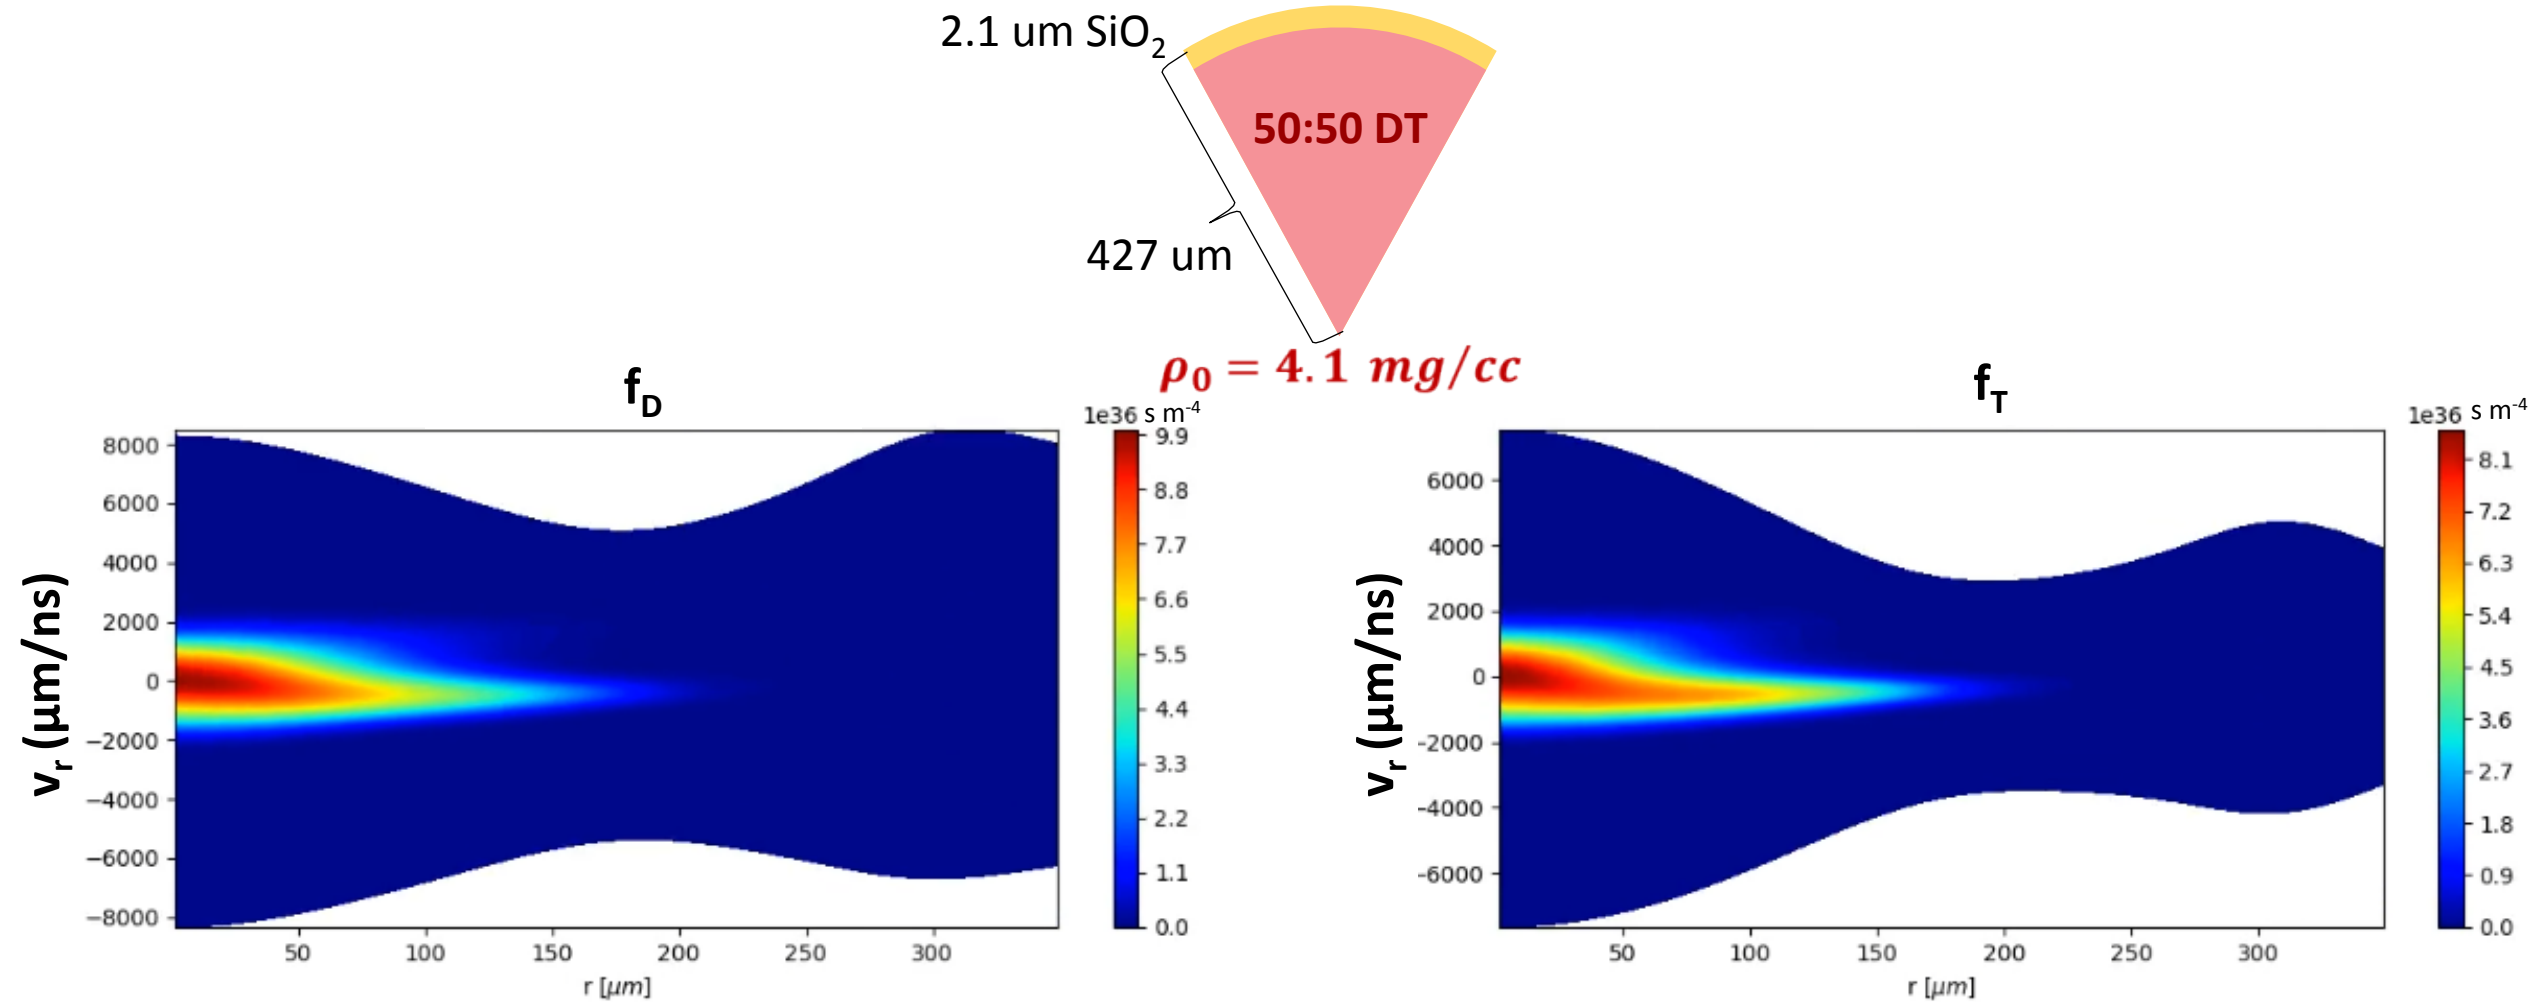 2.1 um SiO2
50:50 DT
427 um
ρ0 = 4.1 mg/cc
fD
1e36 s m-4
vr (μm/ns)
8000
6000
4000
2000
0
−2000
−4000
−6000
−8000
50 100 150 200 250 300
r [μm]
9.9
8.8
7.7
6.6
5.5
4.4
3.3
2.2
1.1
0.0
fT
1e36 s m-4
vr (μm/ns)
6000
4000
2000
0
-2000
-4000
-6000
50 100 150 200 250 300
r [μm]
8.1
7.2
6.3
5.4
4.5
3.6
2.7
1.8
0.9
0.0